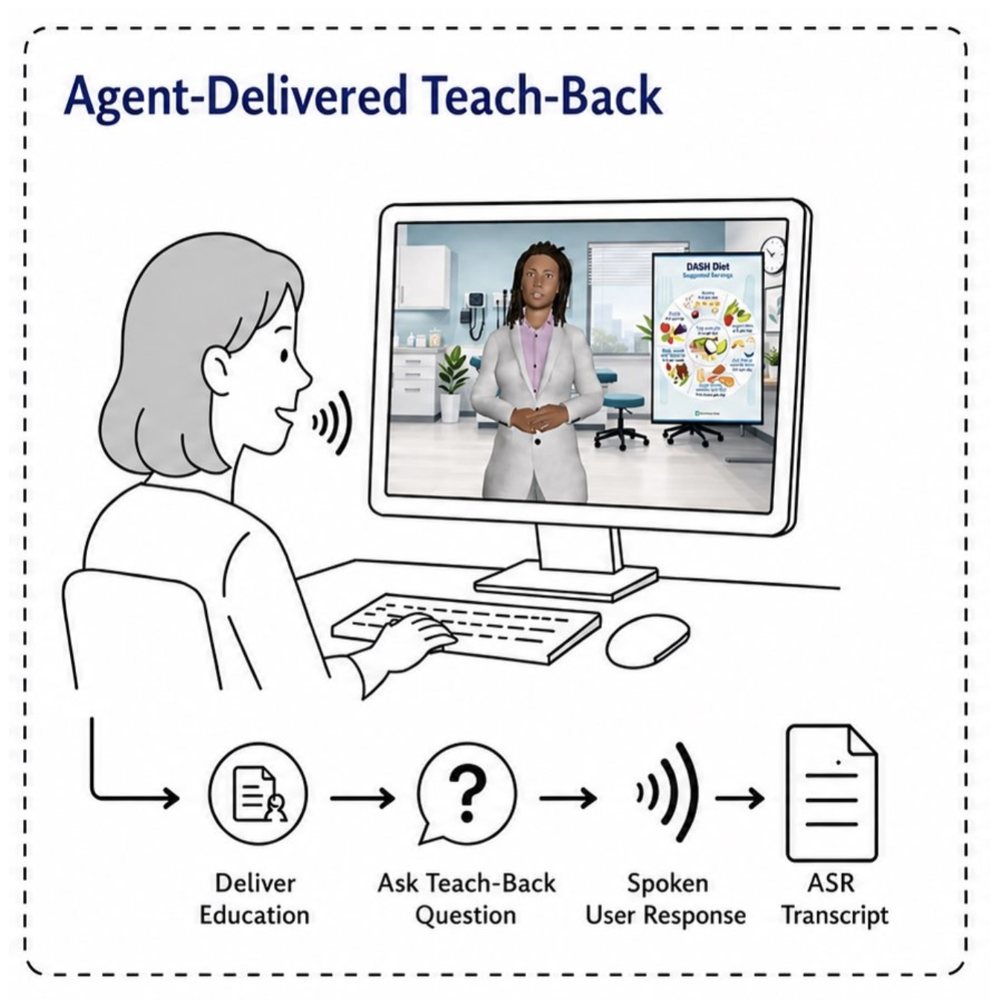 Agent-Delivered Teach-Back
DASH Diet
Suggested Servings
?
Deliver
Education
Ask Teach-Back
Question
Spoken
User Response
ASR
Transcript